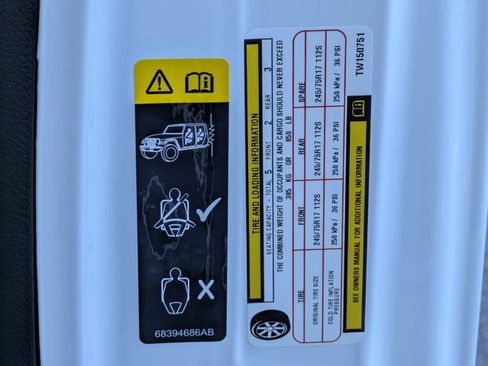 68394686AB
TIRE AND LOADING INFORMATION
SEATING CAPACITY - TOTAL 5 FRONT 2 REAR 3
THE COMBINED WEIGHT OF OCCUPANTS AND CARGO SHOULD NEVER EXCEED
385 KG OR 850 LB
TIRE FRONT REAR SPARE
ORIGINAL TIRE SIZE 245/75R17 112S 245/75R17 112S 245/75R17 112S
COLD TIRE INFLATION PRESSURE 250 kPa / 36 PSI 250 kPa / 36 PSI 250 kPa / 36 PSI
SEE OWNERS MANUAL FOR ADDITIONAL INFORMATION
TW150751